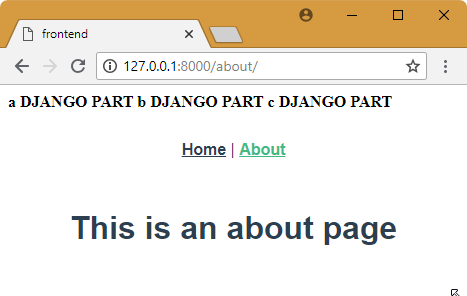 frontend
127.0.0.1:8000/about/
a DJANGO PART b DJANGO PART c DJANGO PART
Home | About
This is an about page